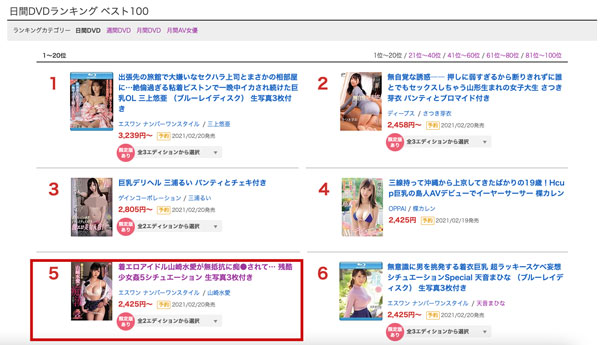 日間DVDランキング ベスト100
ランキングカテゴリー 日間DVD 週間DVD 月間DVD 月間AV女優
1〜20位
1位〜20位 / 21位〜40位 / 41位〜60位 / 61位〜80位 / 81位〜100位
1
出張先の旅館で大嫌いなセクハラ上司とまさかの相部屋
に…絶倫過ぎる粘着ピストンで一晩中イカされ続けた巨
乳OL 三上悠亜 (ブルーレイディスク) 生写真3枚付
き
エスワン ナンバーワンスタイル / 三上悠亜
3,239円〜 予約 2021/02/20発売
限定盤あり 全3エディションから選択
2
無自覚な誘惑―― 押しに弱すぎるから断りきれずに誰
とでもセックスしちゃう山形生まれの女子大生 さつき
芽衣 パンティとブロマイド付き
ディープス / さつき芽衣
2,458円〜 予約 2021/02/20発売
限定盤あり 全3エディションから選択
3
巨乳デリヘル 三浦るい パンティとチェキ付き
ゲインコーポレーション / 三浦るい
2,805円〜 予約 2021/02/20発売
限定盤あり 全2エディションから選択
4
三線持って沖縄から上京してきたばかりの19歳!Hcu
p巨乳の島人AVデビューでイーヤーサーサー 楪カレン
OPPAI / 楪カレン
2,425円 予約 2021/02/19発売
5
着エロアイドル山崎水愛が無抵抗に痴●されて… 残酷
少女姦5シチュエーション 生写真3枚付き
エスワン ナンバーワンスタイル / 山崎水愛
2,425円〜 予約 2021/02/20発売
限定盤あり 全2エディションから選択
6
無意識に男を挑発する着衣巨乳 超ラッキースケベ妄想
シチュエーションSpecial 天音まひな (ブルーレイデ
ィスク) 生写真3枚付き
エスワン ナンバーワンスタイル / 天音まひな
限定盤あり 全3エディションから選択